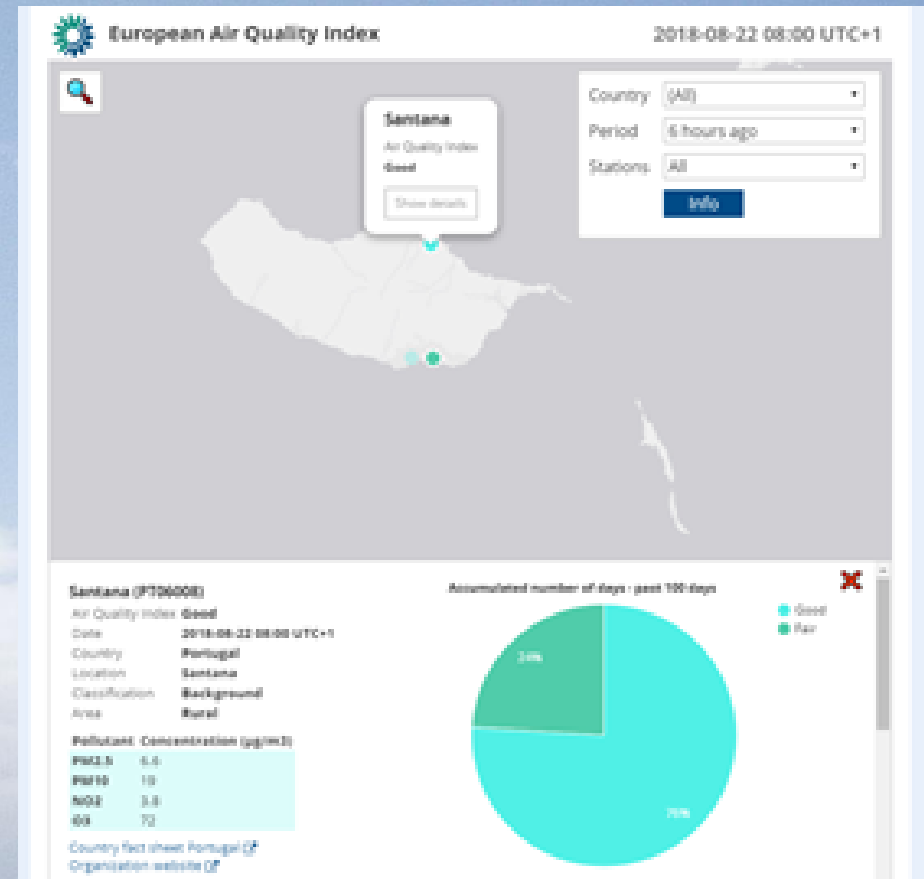 European Air Quality Index
2018-08-22 08:00 UTC+1
Country (All)
Period 6 hours ago
Stations All
Info
Santana
Air Quality Index
Good
Show details
Santana (PT06008)
Air Quality Index Good
Date 2018-08-22 08:00 UTC+1
Country Portugal
Location Santana
Classification Background
Area Rural
Pollutant Concentration (µg/m3)
PM2.5 6.6
PM10 19
NO2 3.8
O3 72
Country fact sheet Portugal
Organization website
Accumulated number of days - past 100 days
Good
Fair
24%
76%